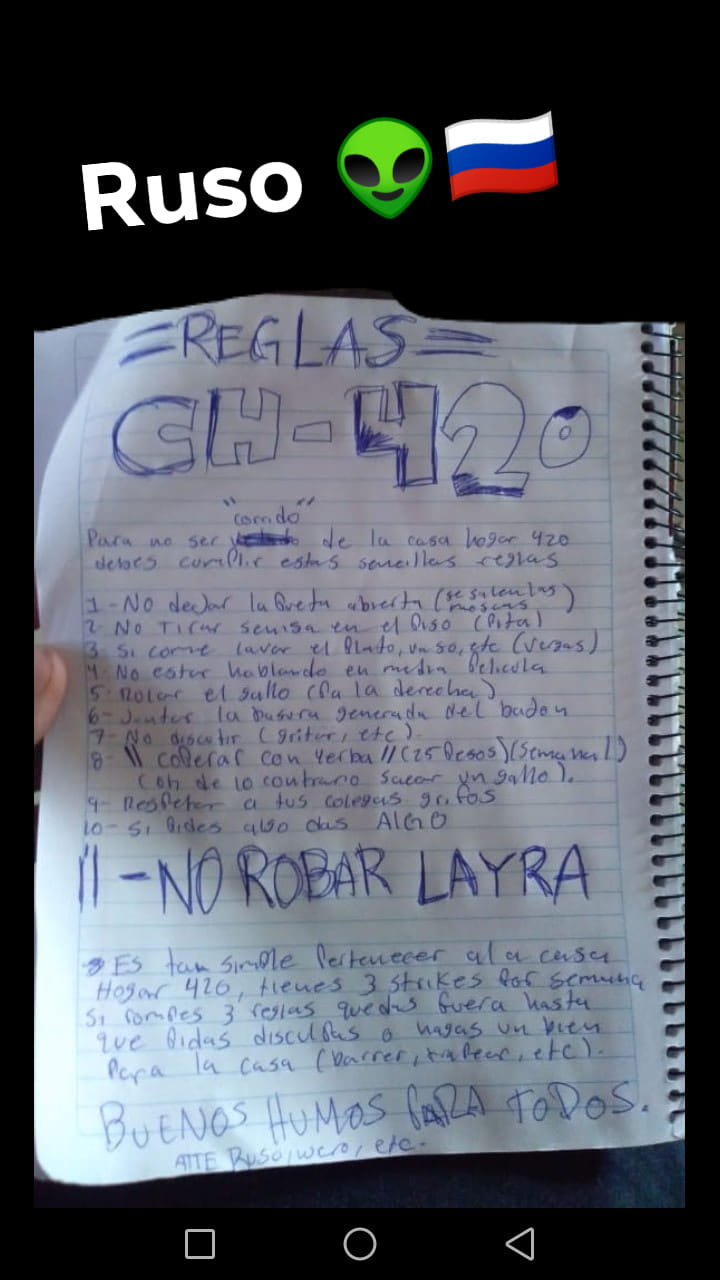 Ruso 👽🇷🇺
=REGLAS=
CH-420
"corrido"
Para no ser de la casa hogar 420
debes cumplir estas sencillas reglas
1-No dejar la Pueta abierta (se salen las moscas)
2-No Tirar senisa en el Piso (Pita)
3-Si come lavar el Plato, vaso, etc (vergas)
4-No estar hablando en media Pelicula
5-Rolar el gallo (Pa la derecha)
6-Juntar la basura generada del bajon
7-No discutir (gritar, etc).
8-\\ coperar con Yerba // (25 Pesos) (Semanal)
(oh de lo contrario sacar un gallo).
9-Respetar a tus colegas grifos
10-Si Pides algo das ALGO
11-NO ROBAR LAYRA
Es tan simple Pertenecer al a casa
Hogar 420, tienes 3 strikes Por semana
Si rompes 3 reglas quedas fuera hasta
que Pidas disculPas o hagas un bien
Para la casa (barrer, trapear, etc).
BUENOS HUMOS PARA TODOS.
ATTE Ruso, wero, etc-